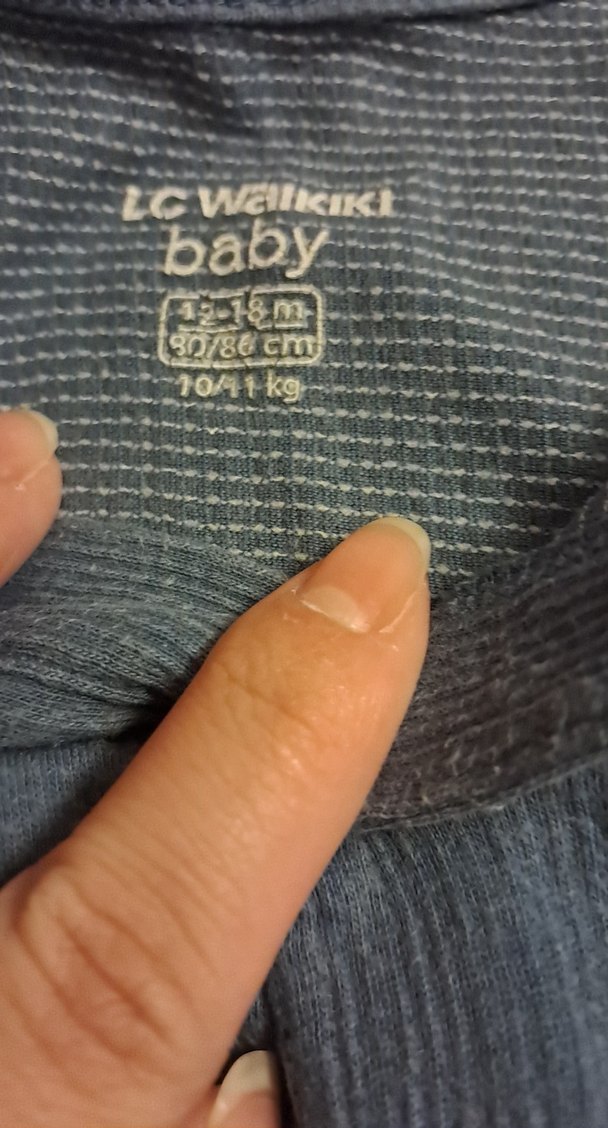 LC Waikiki
baby
12-18 m
80/86 cm
10/11 kg